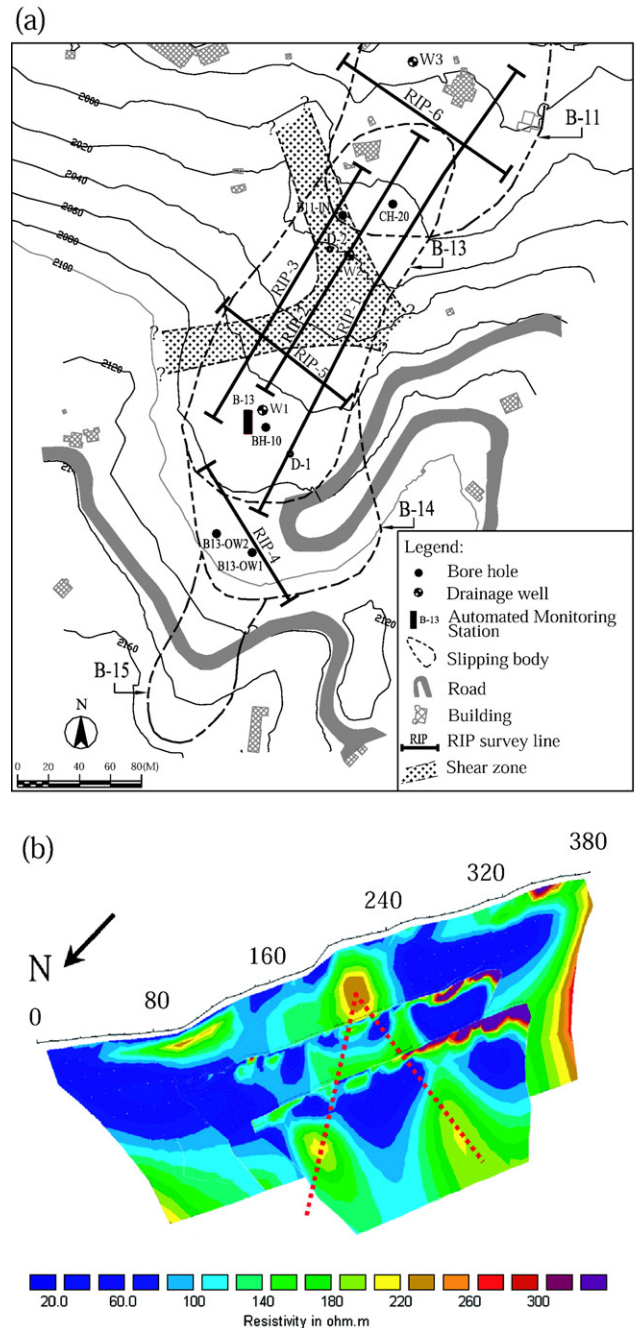 (a)
W3
RIP-6
B-11
2000
2020
2040
2060
2080
2100
B11-IN
CH-20
D-2
W2
B-13
RIP-3
RIP-2
RIP-1
RIP-5
?
?
?
?
?
2120
B-13
W1
BH-10
D-1
B-14
RIP-4
B13-OW2
B13-OW1
2120
2160
B-15
N
0 20 40 60 80(M)
Legend:
Bore hole
Drainage well
B-13 Automated Monitoring
Station
Slipping body
Road
Building
RIP RIP survey line
Shear zone
(b)
N
0
80
160
240
320
380
20.0 60.0 100 140 180 220 260 300
Resistivity in ohm.m